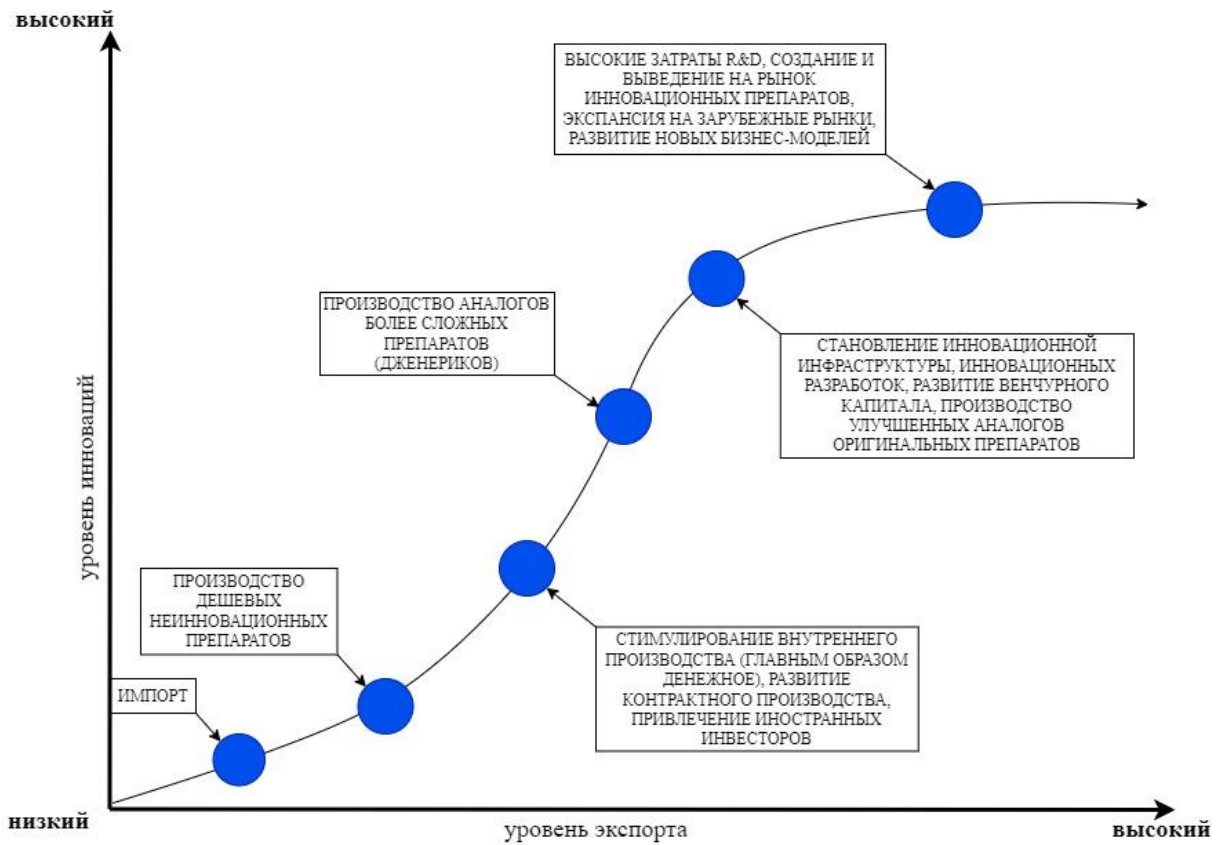 высокий
ВЫСОКИЕ ЗАТРАТЫ R&D, СОЗДАНИЕ И
ВЫВЕДЕНИЕ НА РЫНОК
ИННОВАЦИОННЫХ ПРЕПАРАТОВ,
ЭКСПАНСИЯ НА ЗАРУБЕЖНЫЕ РЫНКИ,
РАЗВИТИЕ НОВЫХ БИЗНЕС-МОДЕЛЕЙ
ПРОИЗВОДСТВО АНАЛОГОВ
БОЛЕЕ СЛОЖНЫХ
ПРЕПАРАТОВ
(ДЖЕНЕРИКОВ)
СТАНОВЛЕНИЕ ИННОВАЦИОННОЙ
ИНФРАСТРУКТУРЫ, ИННОВАЦИОННЫХ
РАЗРАБОТОК, РАЗВИТИЕ ВЕНЧУРНОГО
КАПИТАЛА, ПРОИЗВОДСТВО
УЛУЧШЕННЫХ АНАЛОГОВ
ОРИГИНАЛЬНЫХ ПРЕПАРАТОВ
уровень инноваций
ПРОИЗВОДСТВО
ДЕШЕВЫХ
НЕИННОВАЦИОННЫХ
ПРЕПАРАТОВ
СТИМУЛИРОВАНИЕ ВНУТРЕННЕГО
ПРОИЗВОДСТВА (ГЛАВНЫМ ОБРАЗОМ
ДЕНЕЖНОЕ), РАЗВИТИЕ
КОНТРАКТНОГО ПРОИЗВОДСТВА,
ПРИВЛЕЧЕНИЕ ИНОСТРАННЫХ
ИНВЕСТОРОВ
ИМПОРТ
низкий
уровень экспорта
высокий